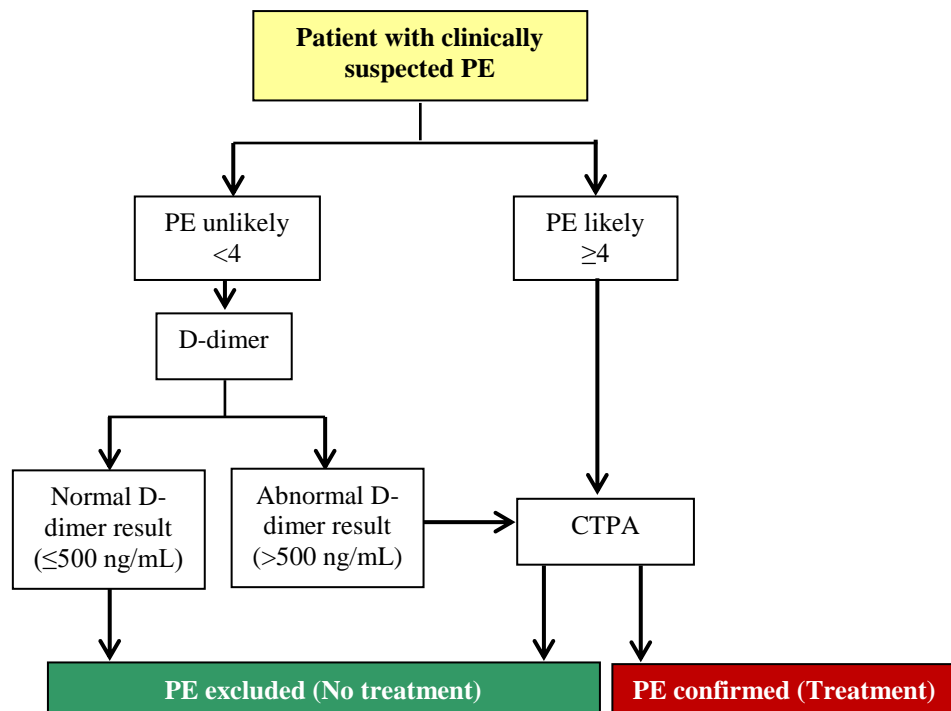 Patient with clinically
suspected PE
PE unlikely
<4
PE likely
≥4
D-dimer
Normal D-
dimer result
(≤500 ng/mL)
Abnormal D-
dimer result
(>500 ng/mL)
CTPA
PE excluded (No treatment)
PE confirmed (Treatment)